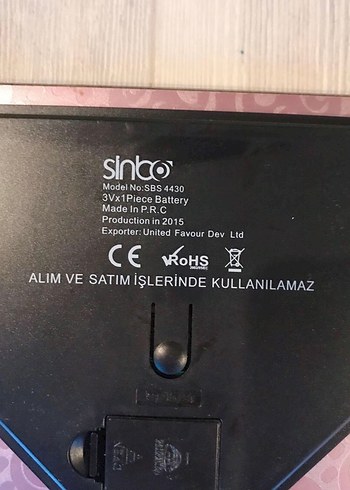 sinbo
Model No:SBS 4430
3Vx1Piece Battery
Made In P.R.C
Production in 2015
Exporter: United Favour Dev Ltd
CE RoHS
ALIM VE SATIM İŞLERİNDE KULLANILAMAZ